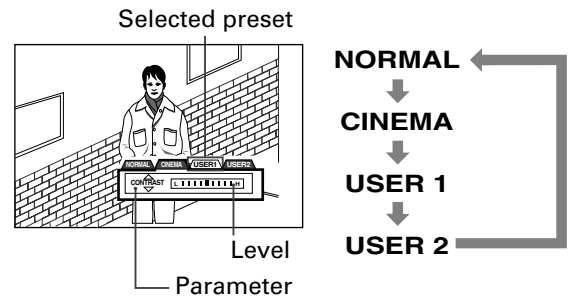 Selected preset
NORMAL CINEMA USER1 USER2
CONTRAST L H
Level
Parameter
NORMAL
CINEMA
USER 1
USER 2